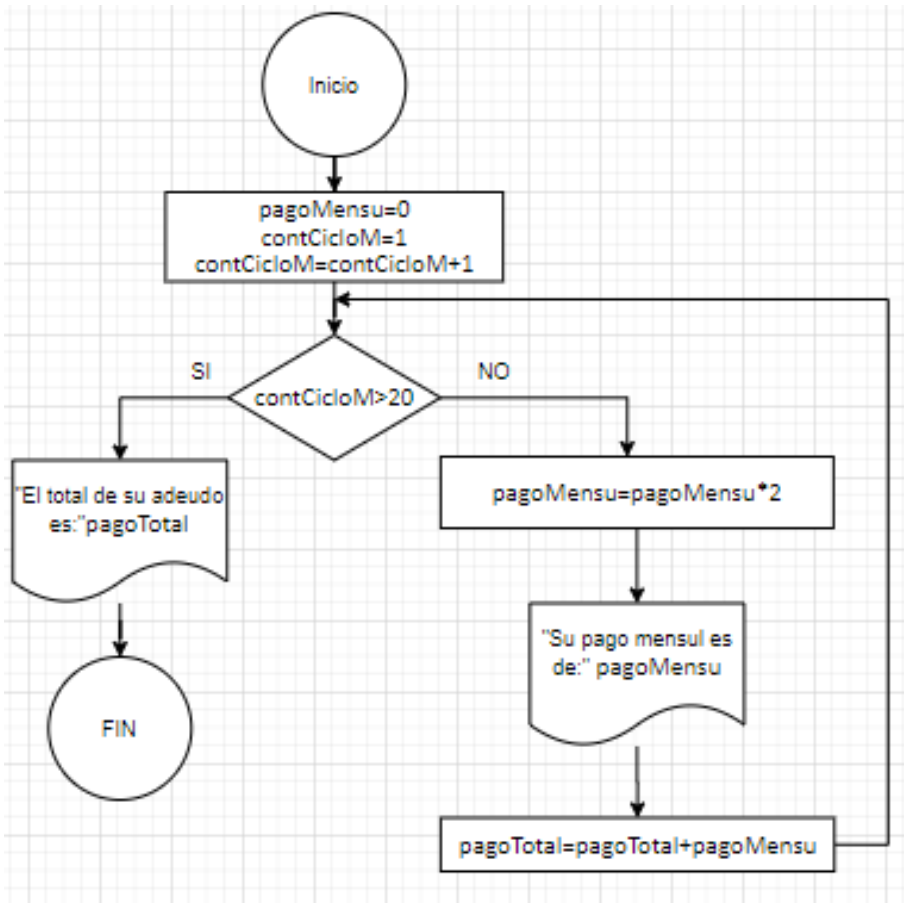 Inicio
pagoMensu=0
contCicloM=1
contCicloM=contCicloM+1
SI
NO
contCicloM>20
"El total de su adeudo
es:"pagoTotal
pagoMensu=pagoMensu*2
"Su pago mensul es
de:" pagoMensu
FIN
pagoTotal=pagoTotal+pagoMensu